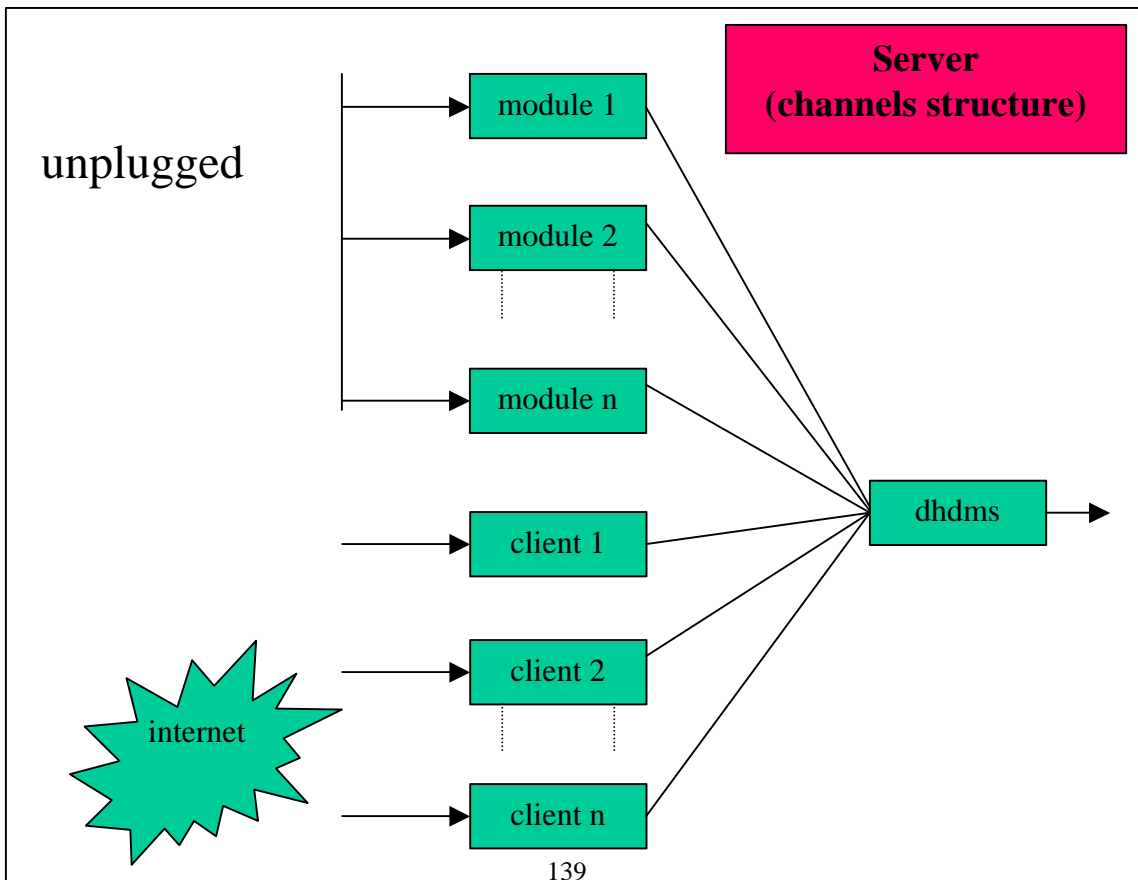 Server
(channels structure)
unplugged
module 1
module 2
module n
client 1
dhdms
client 2
internet
client n
139